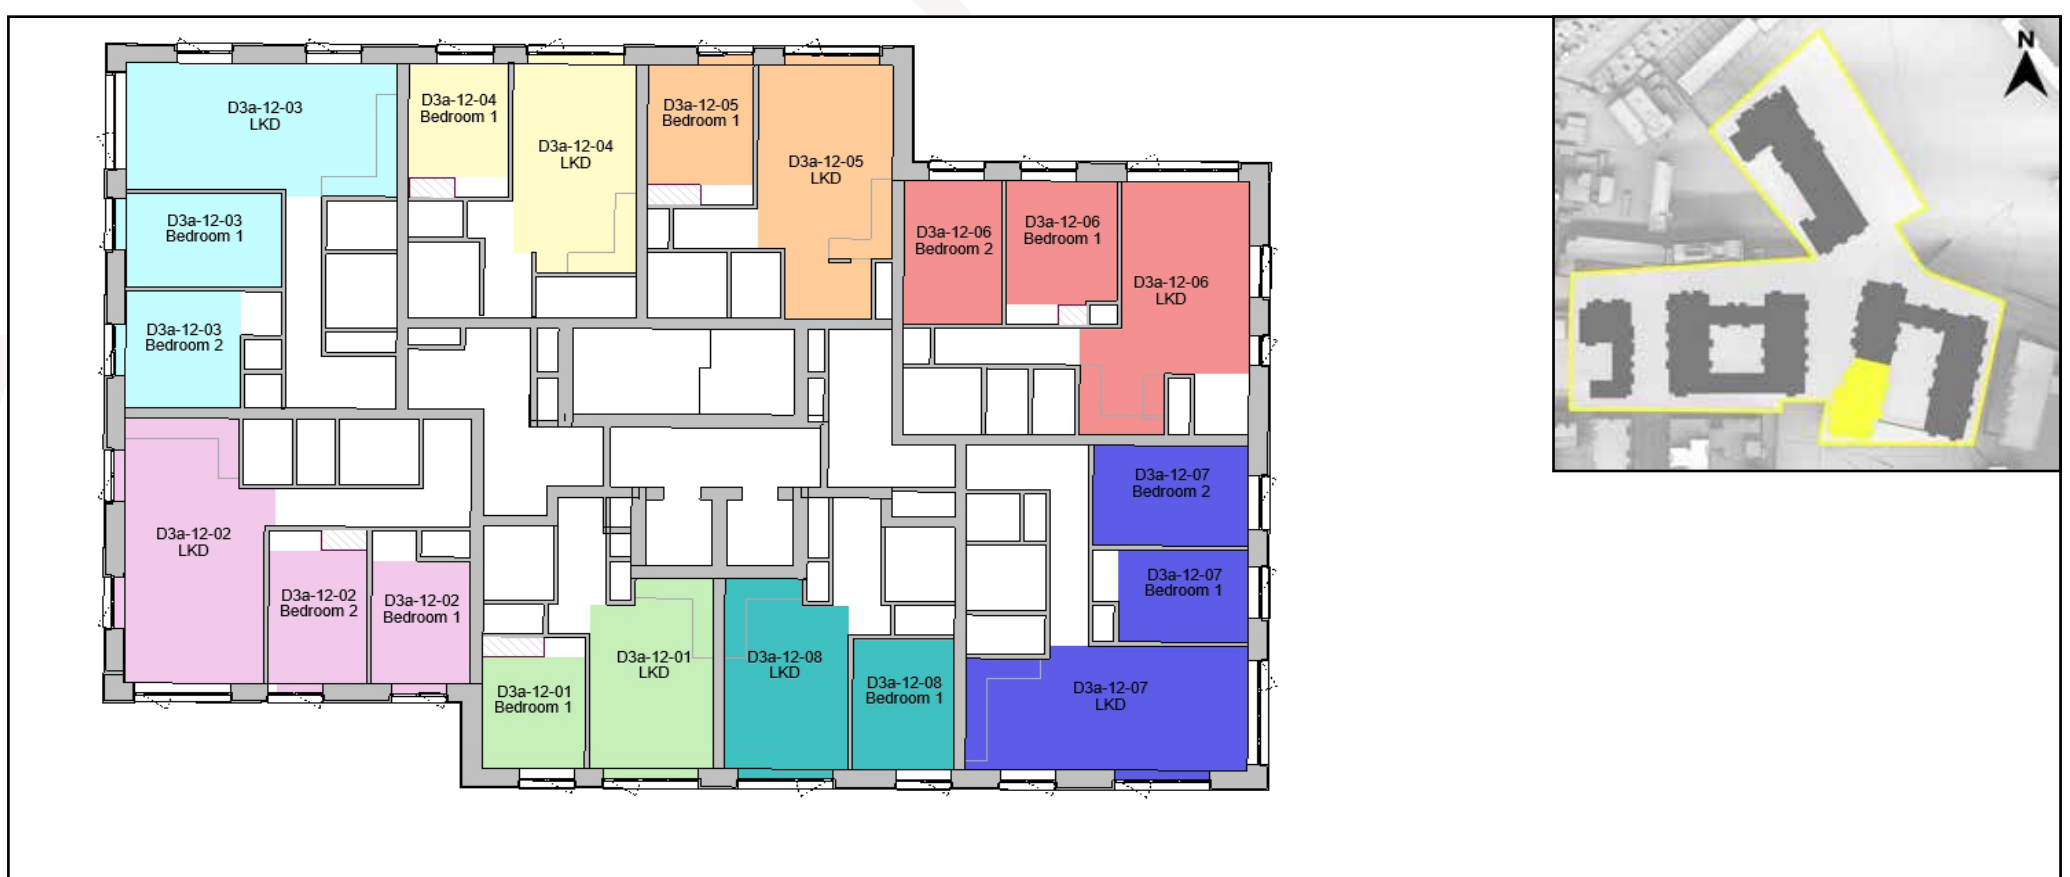 D3a-12-03
LKD
D3a-12-04
Bedroom 1
D3a-12-04
LKD
D3a-12-05
Bedroom 1
D3a-12-05
LKD
D3a-12-03
Bedroom 1
D3a-12-06
Bedroom 2
D3a-12-06
Bedroom 1
D3a-12-06
LKD
D3a-12-03
Bedroom 2
D3a-12-07
Bedroom 2
D3a-12-02
LKD
D3a-12-02
Bedroom 2
D3a-12-02
Bedroom 1
D3a-12-07
Bedroom 1
D3a-12-01
LKD
D3a-12-08
LKD
D3a-12-01
Bedroom 1
D3a-12-08
Bedroom 1
D3a-12-07
LKD
N